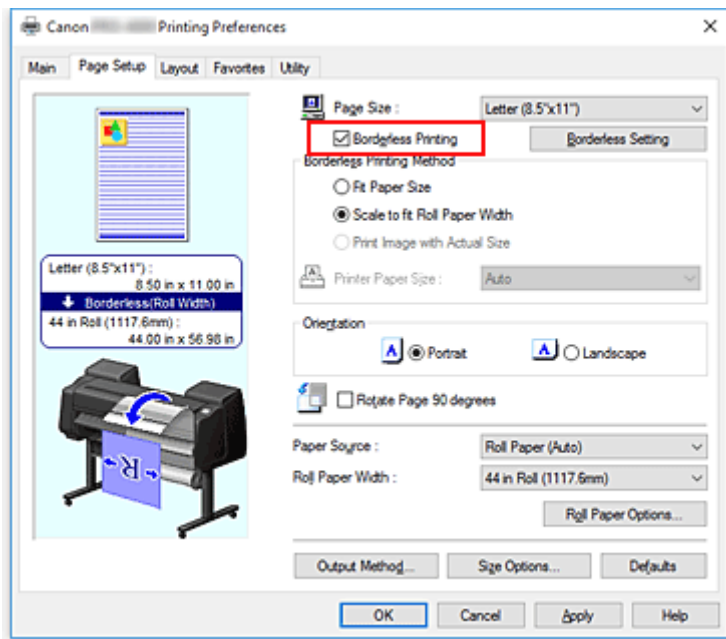 Canon Printing Preferences
Main Page Setup Layout Favorites Utility
Page Size : Letter (8.5"x11")
Borderless Printing Borderless Setting
Borderless Printing Method
Fit Paper Size
Scale to fit Roll Paper Width
Print Image with Actual Size
Printer Paper Size : Auto
Letter (8.5"x11") :
8.50 in x 11.00 in
Borderless(Roll Width)
44 in Roll (1117.6mm) :
44.00 in x 56.98 in
Orientation
A Portrait A Landscape
Rotate Page 90 degrees
Paper Source : Roll Paper (Auto)
Roll Paper Width : 44 in Roll (1117.6mm)
Roll Paper Options...
Output Method... Size Options... Defaults
OK Cancel Apply Help
R